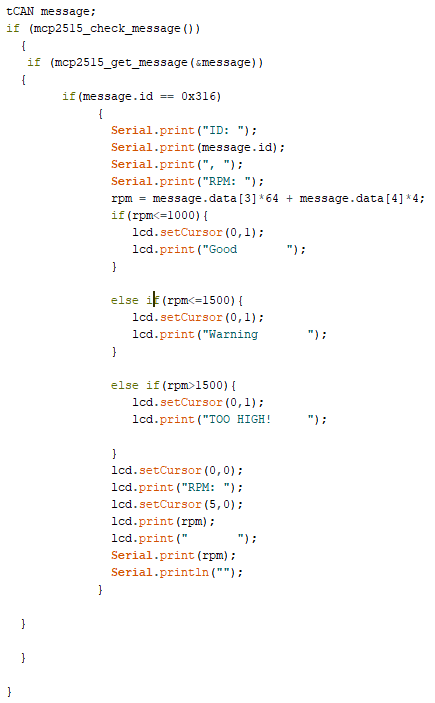 tCAN message;
if (mcp2515_check_message())
  {
   if (mcp2515_get_message(&message))
  {
        if(message.id == 0x316)
             {
               Serial.print("ID: ");
               Serial.print(message.id);
               Serial.print(", ");
               Serial.print("RPM: ");
               rpm = message.data[3]*64 + message.data[4]*4;
               if(rpm<=1000){
                  lcd.setCursor(0,1);
                  lcd.print("Good       ");
               }

               else if(rpm<=1500){
                  lcd.setCursor(0,1);
                  lcd.print("Warning       ");
               }

               else if(rpm>1500){
                  lcd.setCursor(0,1);
                  lcd.print("TOO HIGH!     ");

               }
               lcd.setCursor(0,0);
               lcd.print("RPM: ");
               lcd.setCursor(5,0);
               lcd.print(rpm);
               lcd.print("       ");
               Serial.print(rpm);
               Serial.println("");
             }

  }

  }

}